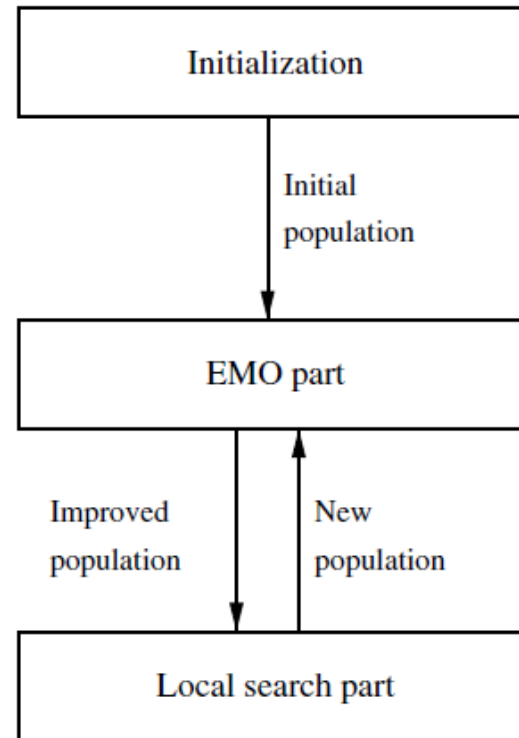 Initialization
Initial
population
EMO part
Improved
population
New
population
Local search part